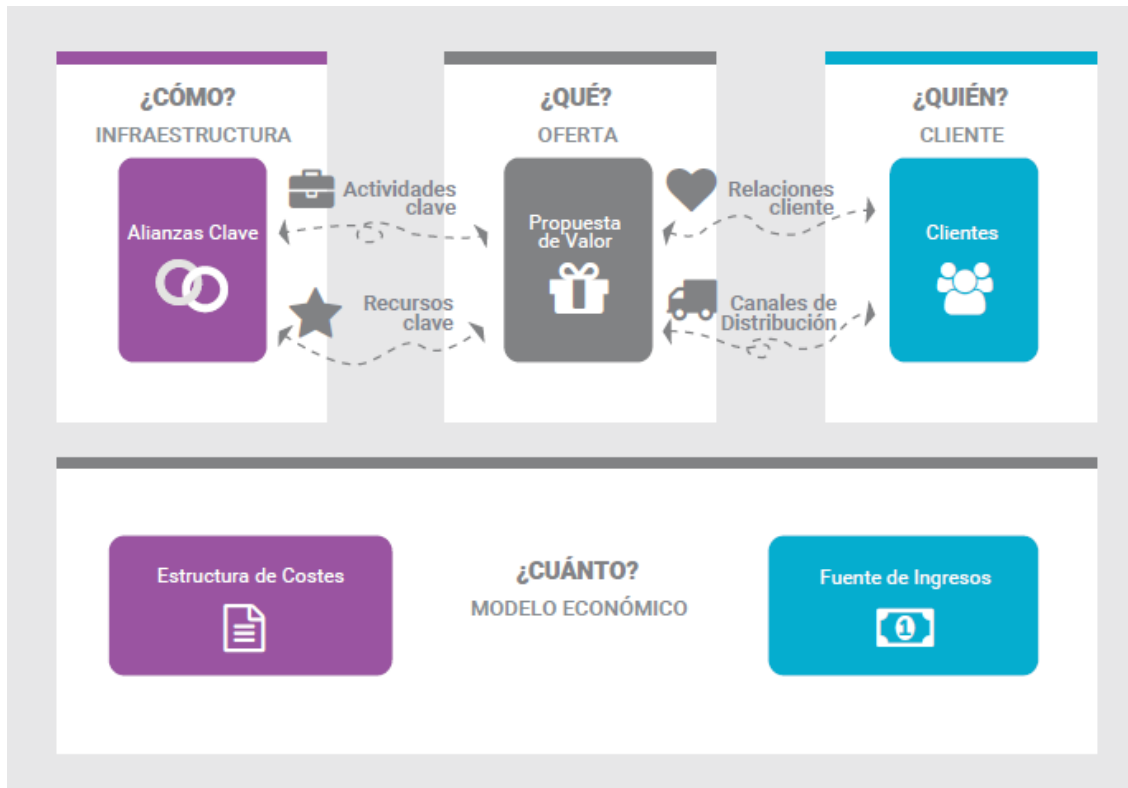 ¿CÓMO?
INFRAESTRUCTURA
Alianzas Clave
Actividades
clave
Recursos
clave
¿QUÉ?
OFERTA
Propuesta
de Valor
Relaciones
cliente
Canales de
Distribución
¿QUIÉN?
CLIENTE
Clientes
Estructura de Costes
¿CUÁNTO?
MODELO ECONÓMICO
Fuente de Ingresos
1